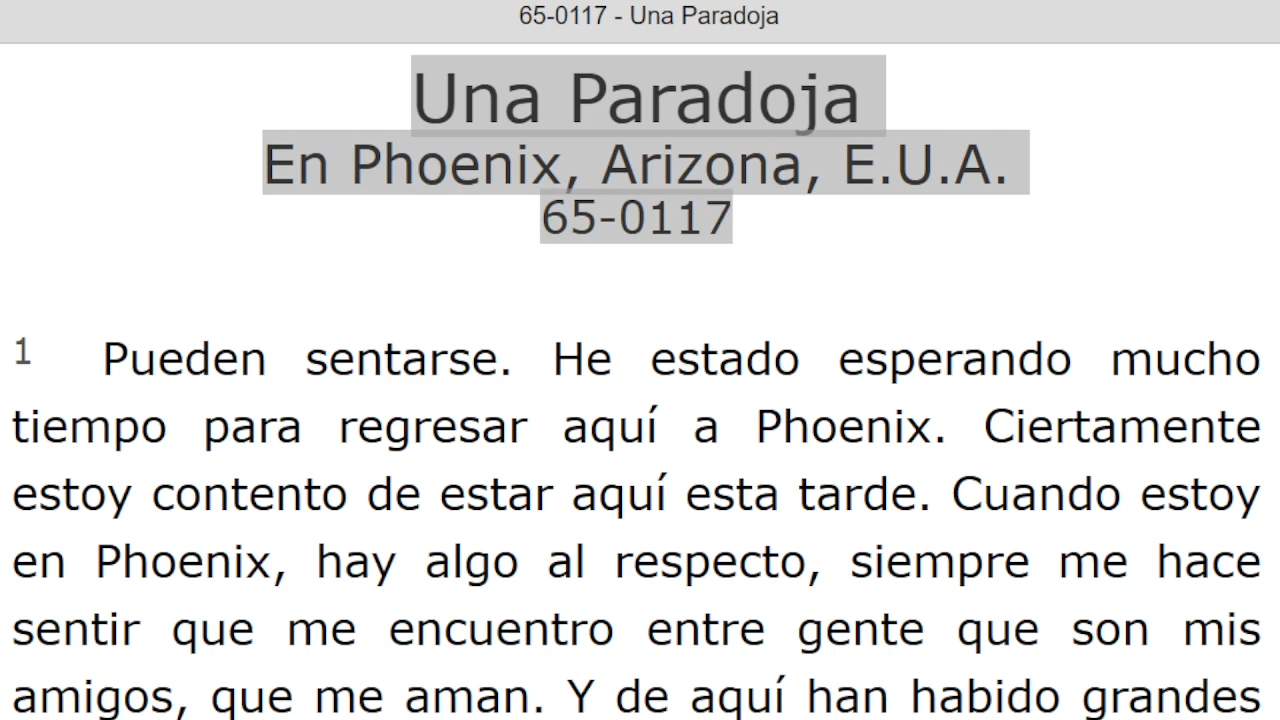 65-0117 - Una Paradoja
Una Paradoja
En Phoenix, Arizona, E.U.A.
65-0117
1 Pueden sentarse. He estado esperando mucho
tiempo para regresar aquí a Phoenix. Ciertamente
estoy contento de estar aquí esta tarde. Cuando estoy
en Phoenix, hay algo al respecto, siempre me hace
sentir que me encuentro entre gente que son mis
amigos, que me aman. Y de aquí han habido grandes